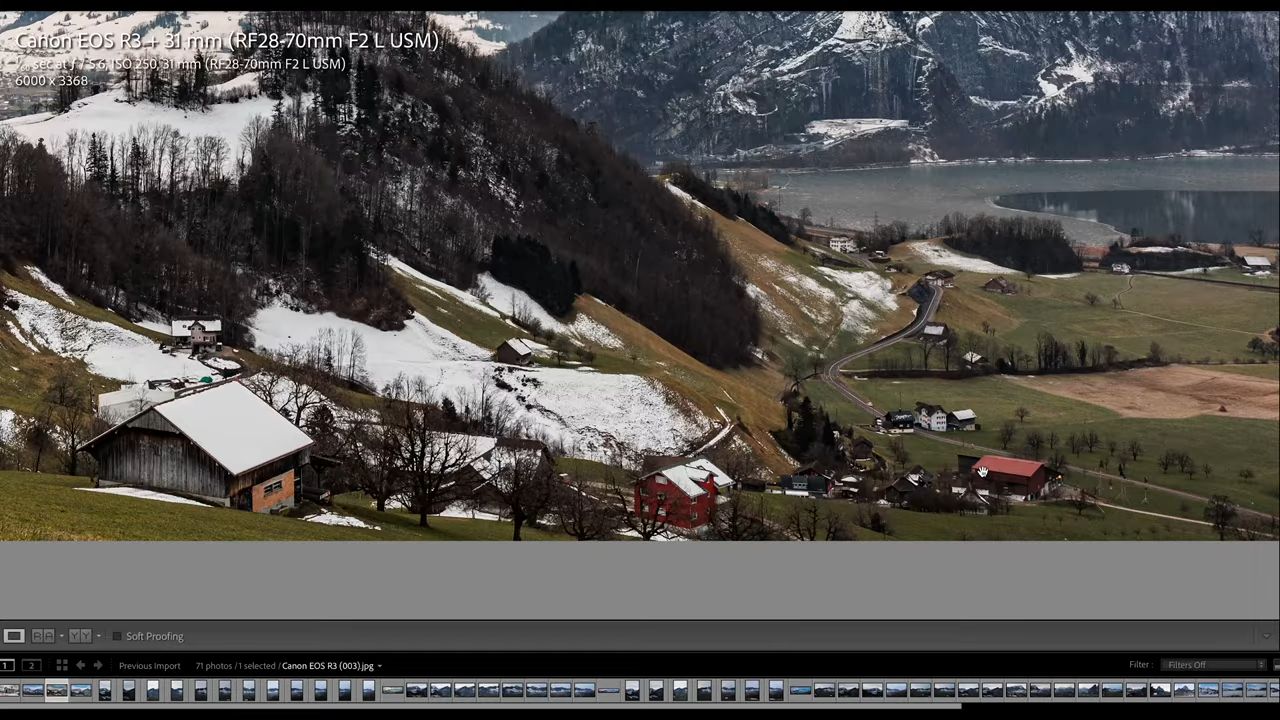 Canon EOS R3 + 31 mm (RF28-70mm F2 L USM)
sec at f / 5.6, ISO 250, 31 mm (RF28-70mm F2 L USM)
6000 x 3368
Soft Proofing
1 2 Previous Import 71 photos / 1 selected / Canon EOS R3 (003).jpg Filter : Filters Off